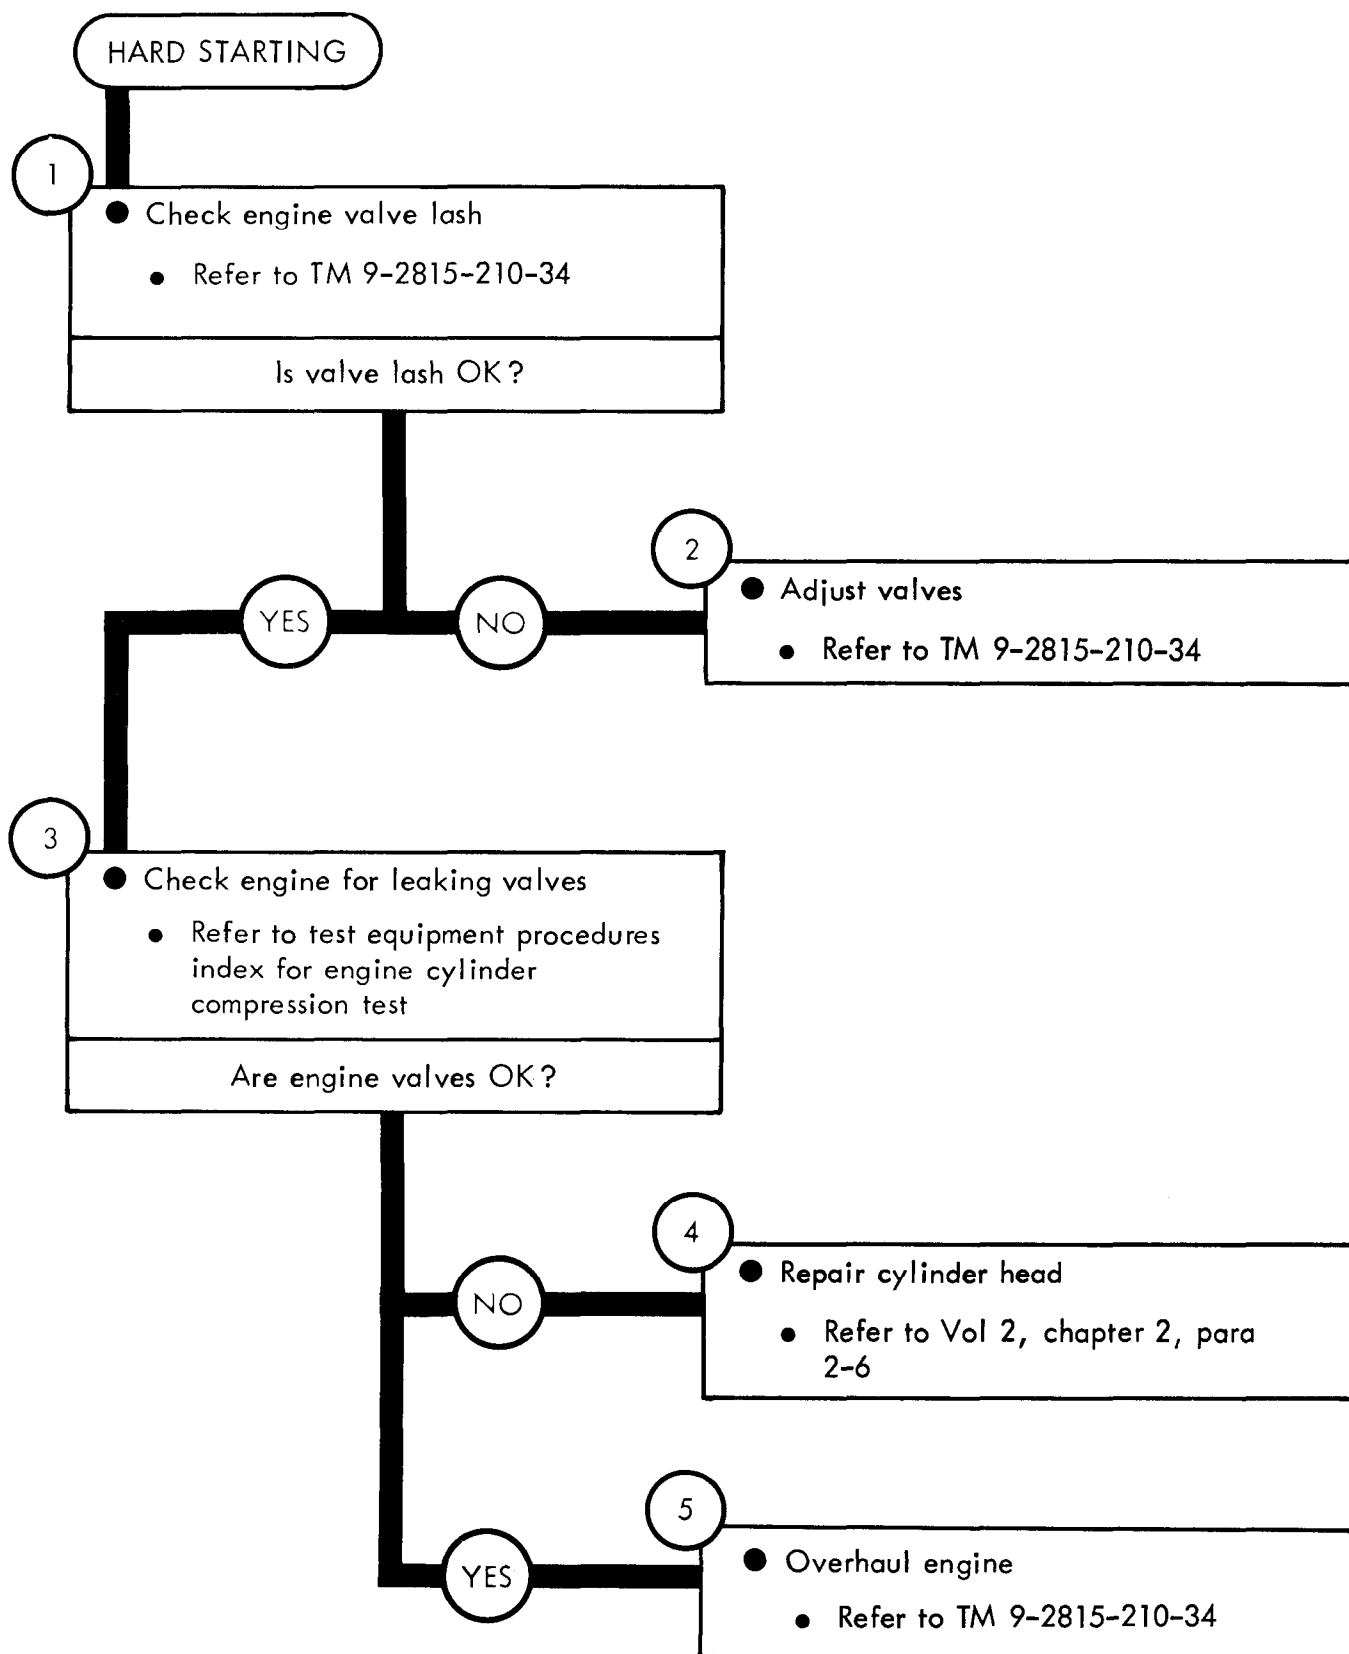 HARD STARTING
1
● Check engine valve lash
● Refer to TM 9-2815-210-34
Is valve lash OK?
YES
NO
2
● Adjust valves
● Refer to TM 9-2815-210-34
3
● Check engine for leaking valves
● Refer to test equipment procedures
index for engine cylinder
compression test
Are engine valves OK?
NO
4
● Repair cylinder head
● Refer to Vol 2, chapter 2, para
2-6
YES
5
● Overhaul engine
● Refer to TM 9-2815-210-34